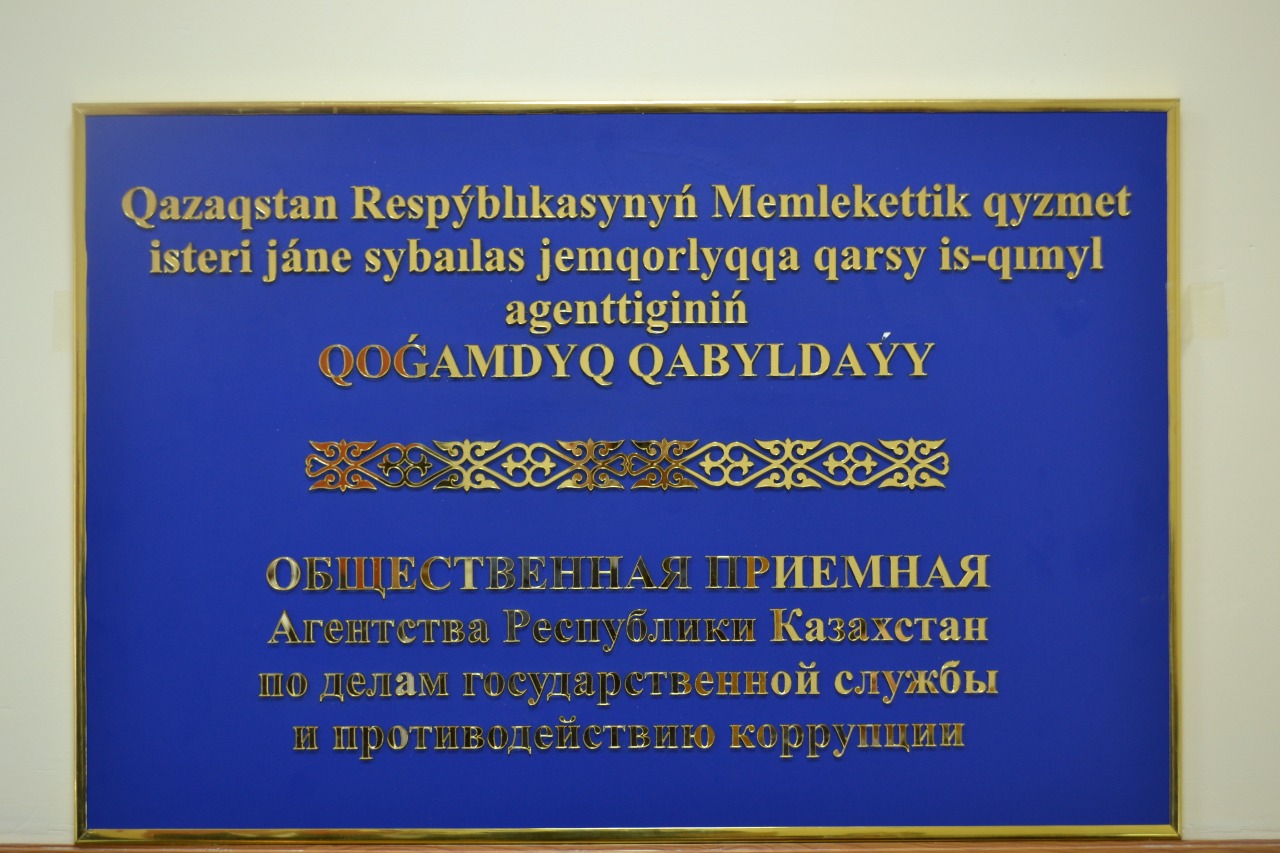 Qazaqstan Respýblıkasynyń Memlekettik qyzmet
isteri jáne sybaılas jemqorlyqqa qarsy is-qımyl
agenttiginiń
QOǴAMDYQ QABYLDAÝY
ОБЩЕСТВЕННАЯ ПРИЕМНАЯ
Агентства Республики Казахстан
по делам государственной службы
и противодействию коррупции